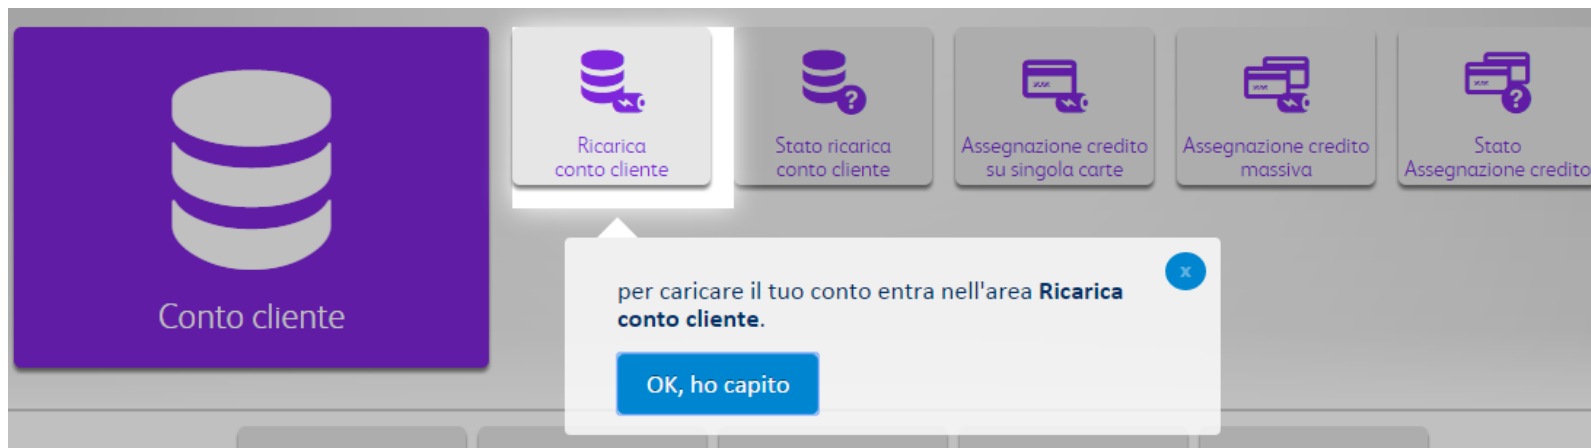 Conto cliente
Ricarica
conto cliente
Stato ricarica
conto cliente
Assegnazione credito
su singola carte
Assegnazione credito
massiva
Stato
Assegnazione credito
x
per caricare il tuo conto entra nell'area Ricarica
conto cliente.
OK, ho capito